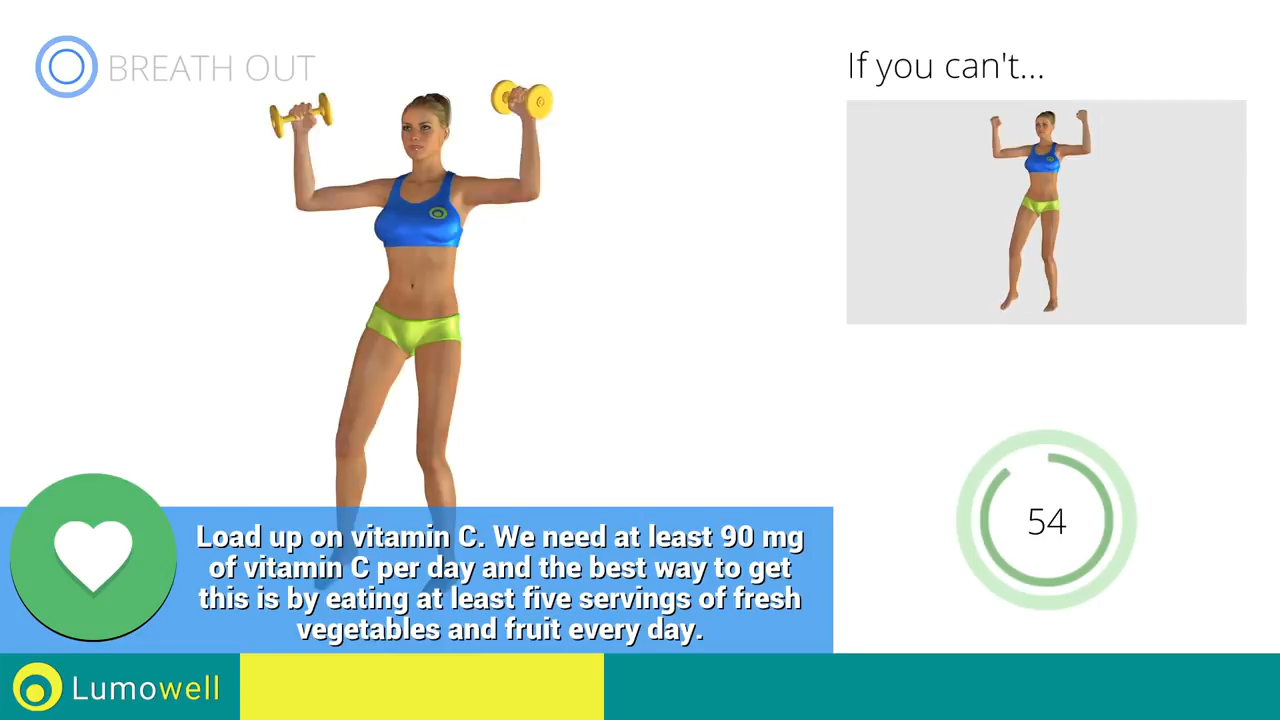 BREATH OUT
If you can't...
54
Load up on vitamin C. We need at least 90 mg
of vitamin C per day and the best way to get
this is by eating at least five servings of fresh
vegetables and fruit every day.
Lumowell